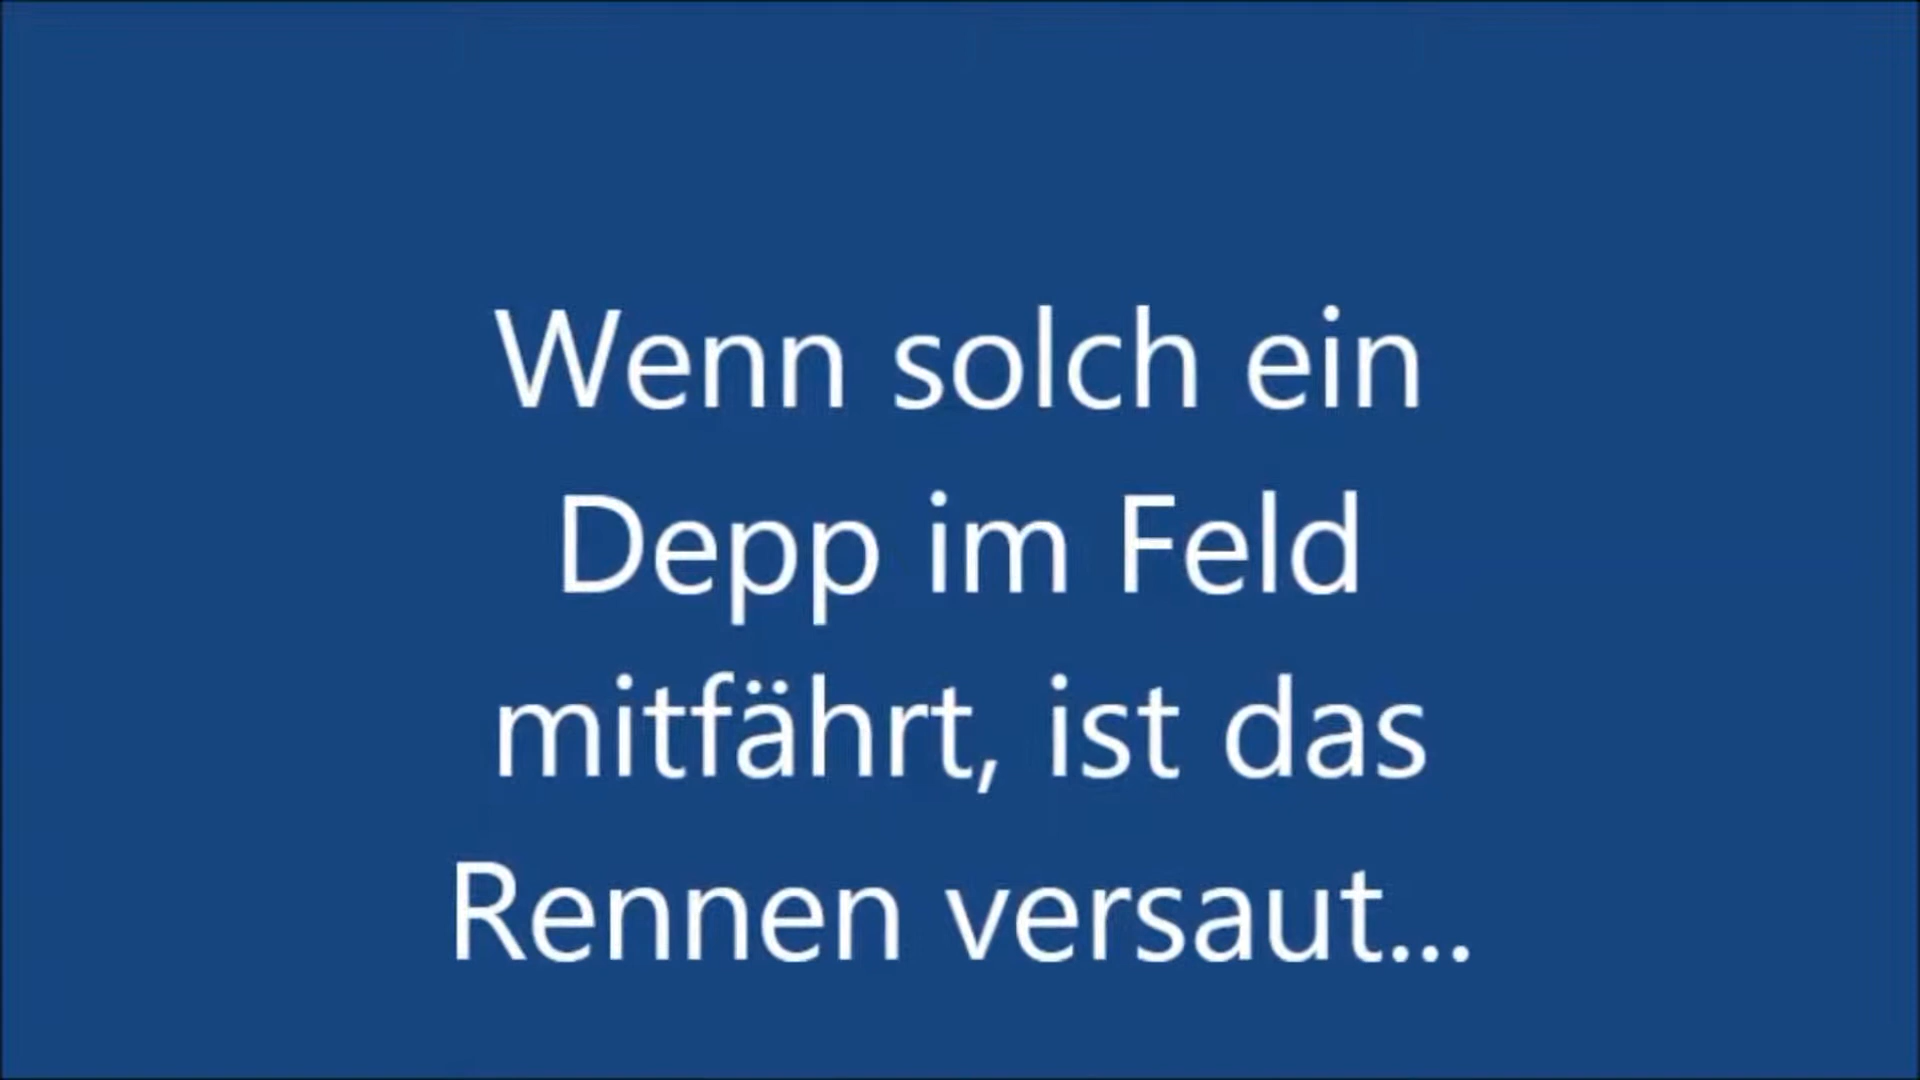 Wenn solch ein
Depp im Feld
mitfährt, ist das
Rennen versaut...